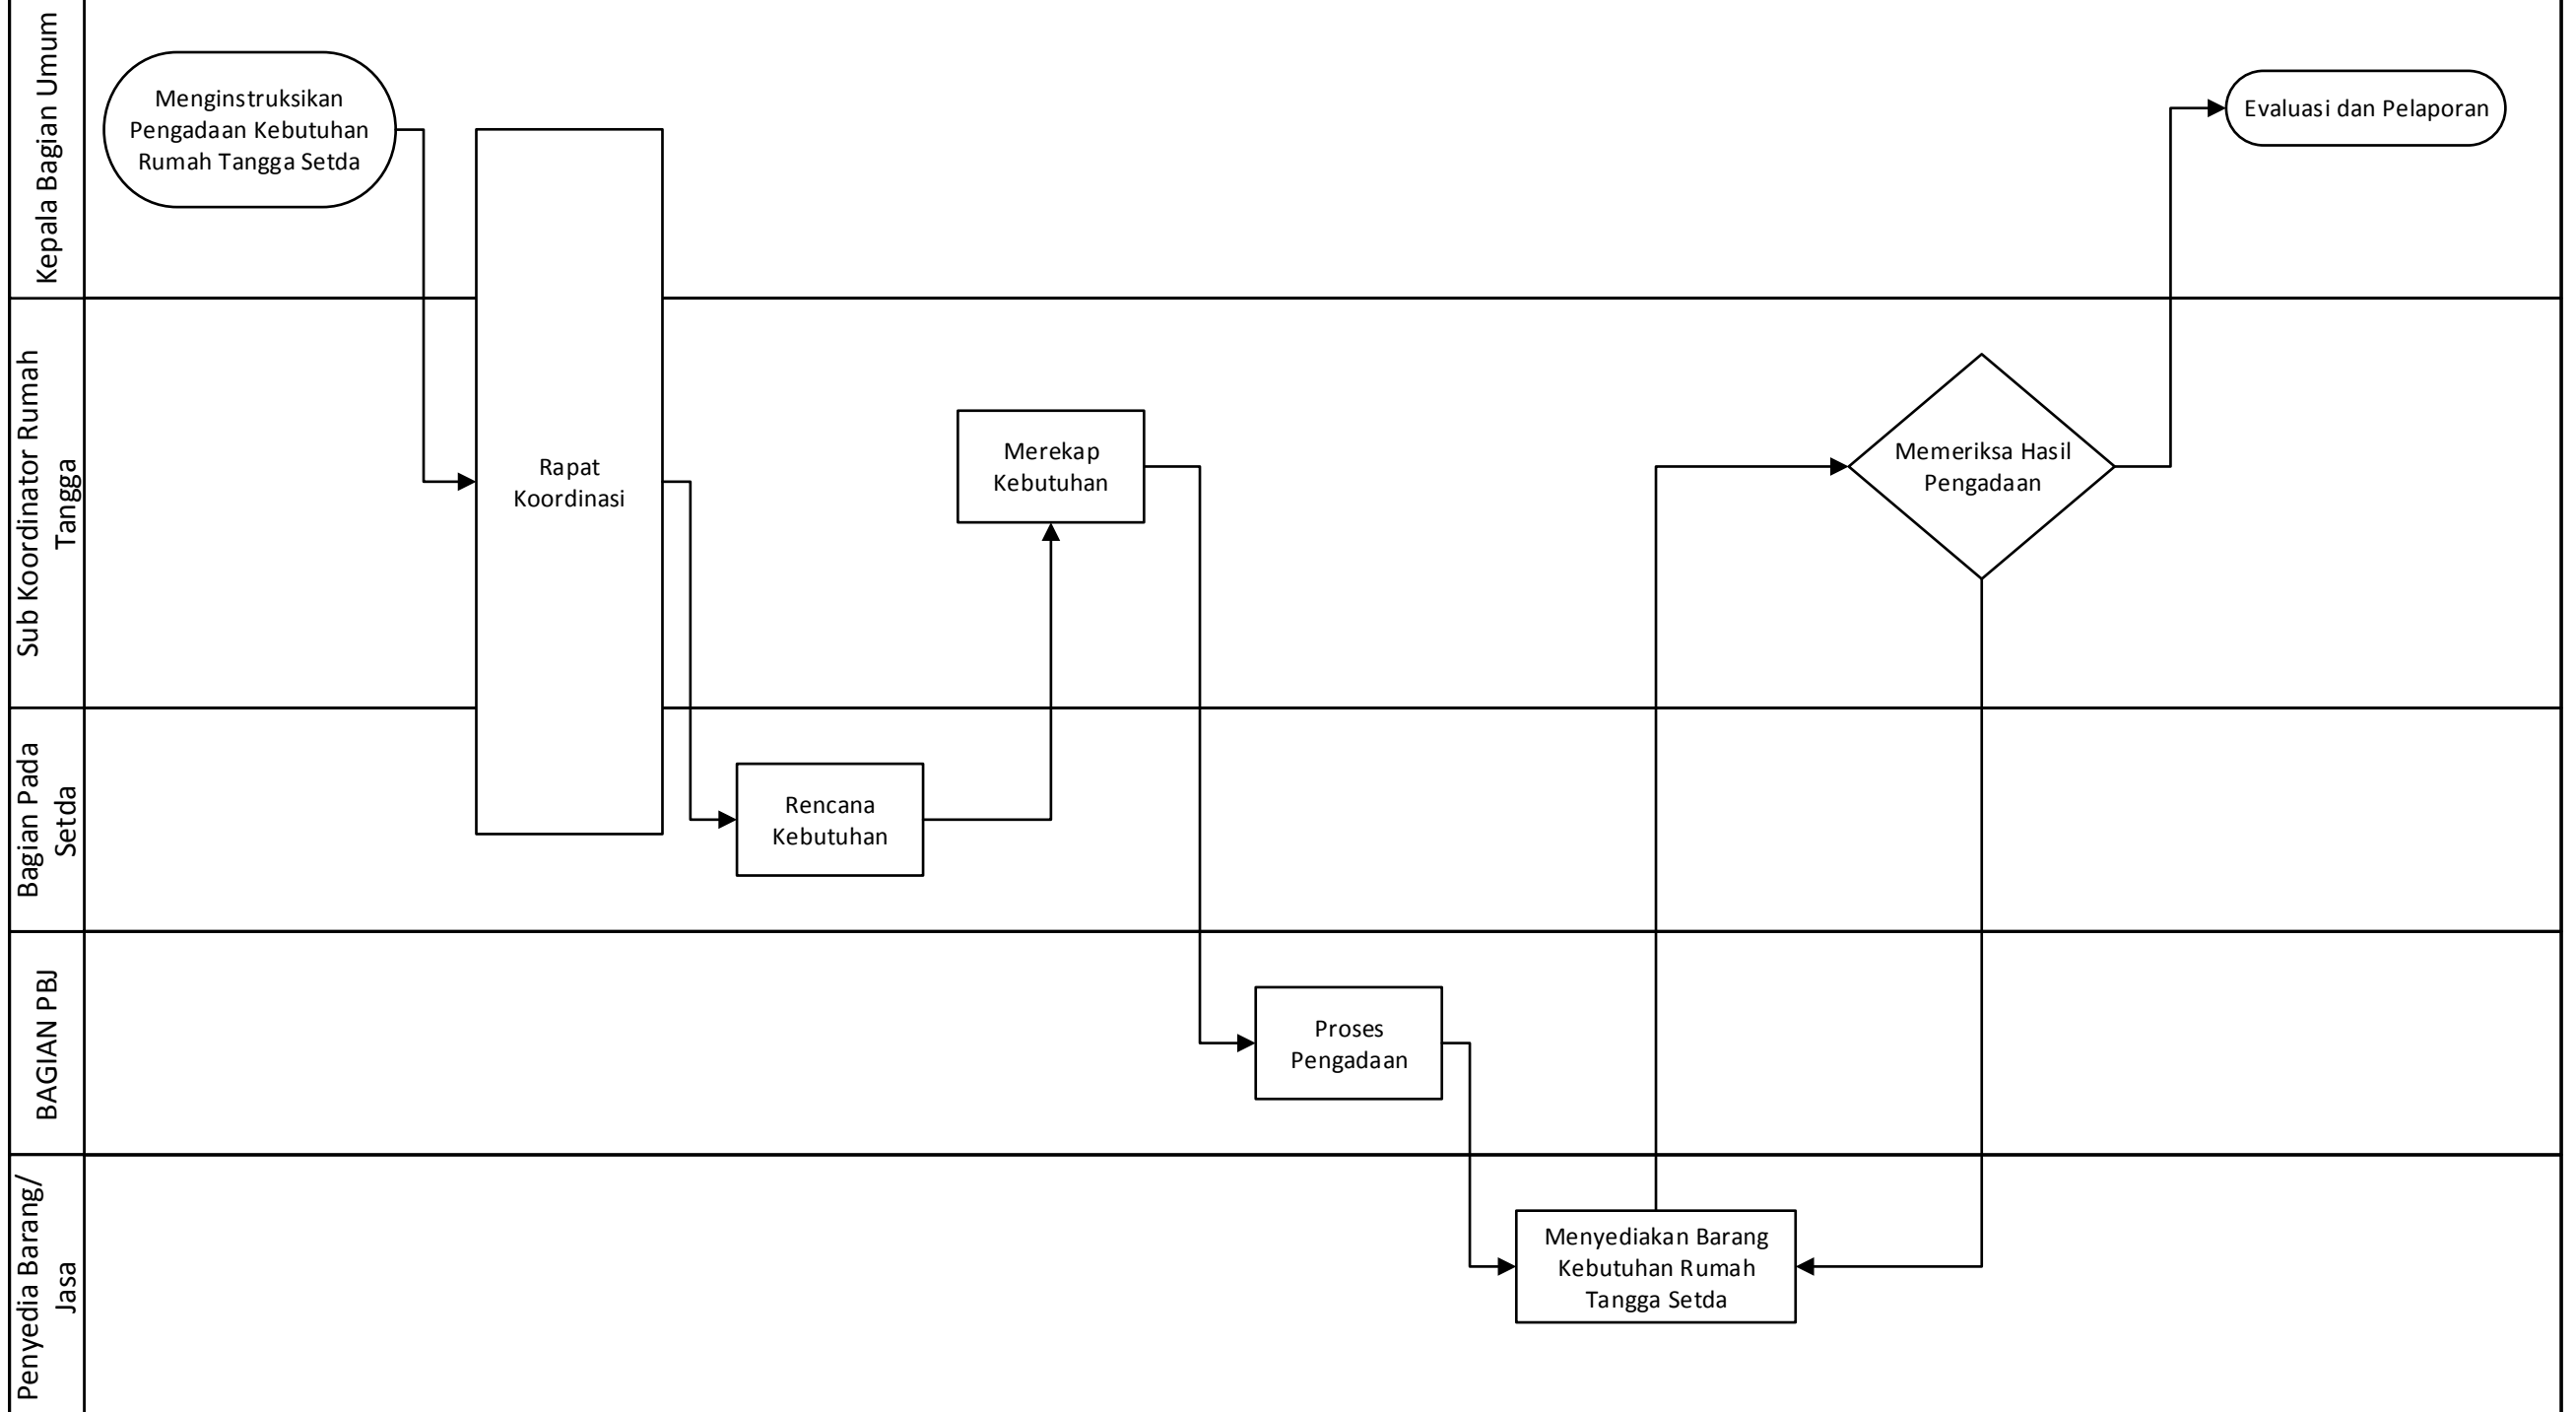 Kepala Bagian Umum
Menginstruksikan
Pengadaan Kebutuhan
Rumah Tangga Setda
Evaluasi dan Pelaporan
Sub Koordinator Rumah
Tangga
Rapat
Koordinasi
Merekap
Kebutuhan
Memeriksa Hasil
Pengadaan
Bagian Pada
Setda
Rencana
Kebutuhan
BAGIAN PBJ
Proses
Pengadaan
Penyedia Barang/
Jasa
Menyediakan Barang
Kebutuhan Rumah
Tangga Setda